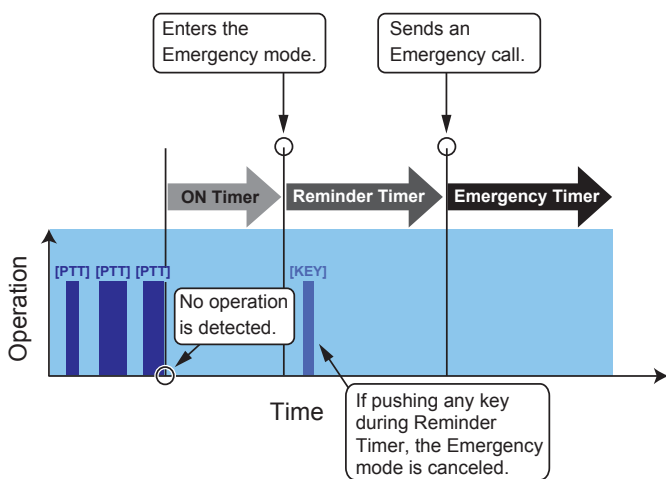 Enters the
Emergency mode.
Sends an
Emergency call.
ON Timer
Reminder Timer
Emergency Timer
[PTT] [PTT] [PTT]
[KEY]
No operation
is detected.
Operation
Time
If pushing any key
during Reminder
Timer, the Emergency
mode is canceled.